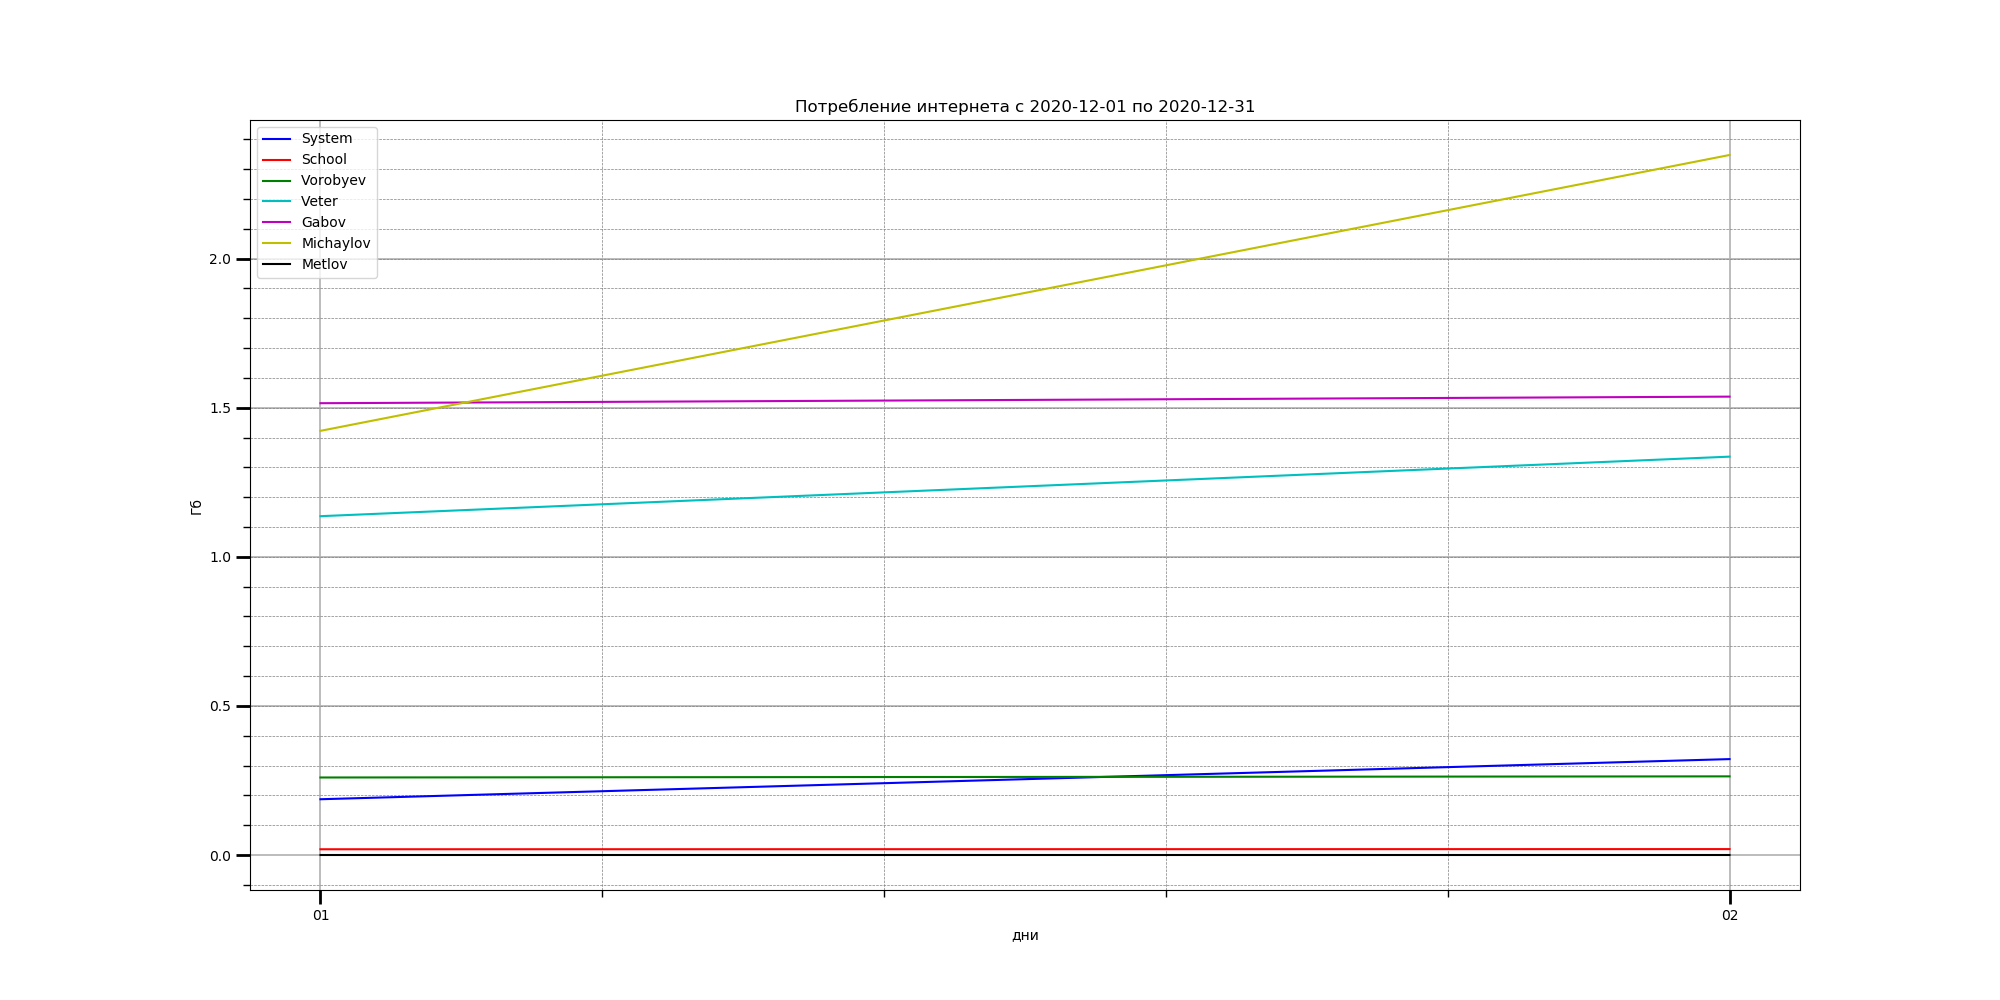 Потребление интернета с 2020-12-01 по 2020-12-31
System
School
Vorobyev
Veter
Gabov
Michaylov
Metlov
2.0
1.5
1.0
0.5
0.0
Гб
01
02
дни